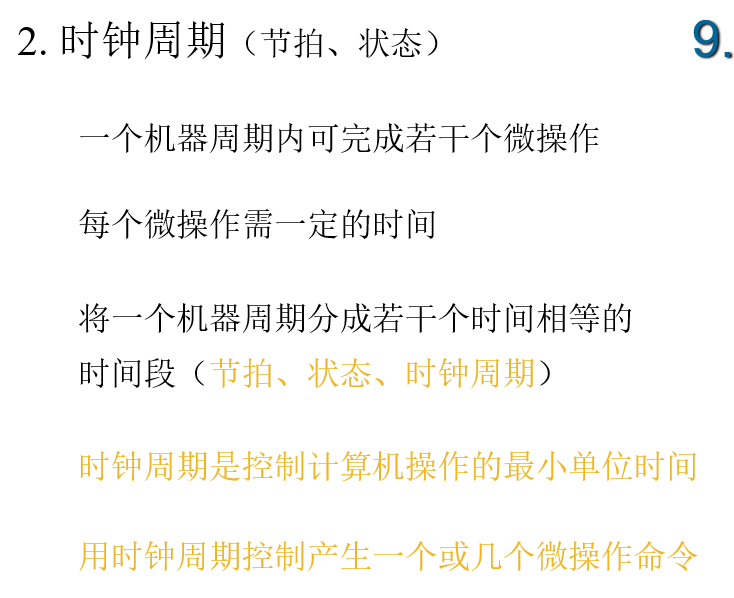 2. 时钟周期（节拍、状态）
9.
一个机器周期内可完成若干个微操作
每个微操作需一定的时间
将一个机器周期分成若干个时间相等的
时间段（节拍、状态、时钟周期）
时钟周期是控制计算机操作的最小单位时间
用时钟周期控制产生一个或几个微操作命令